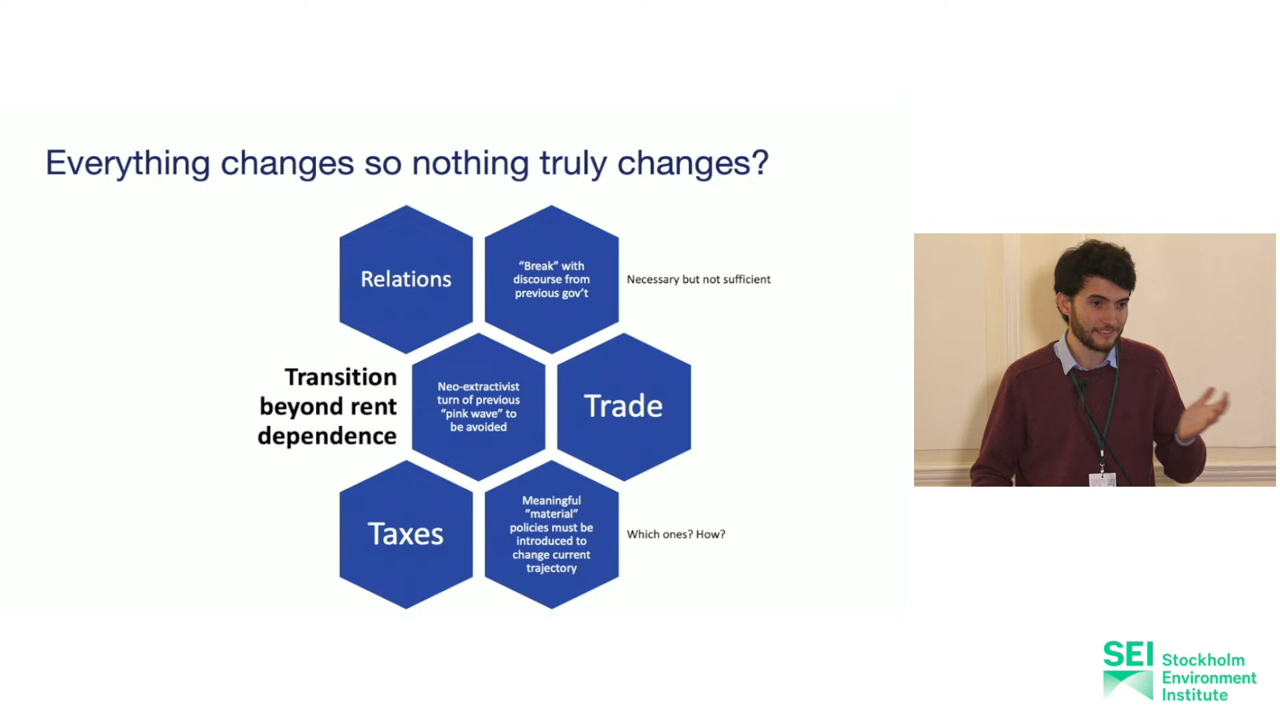 Everything changes so nothing truly changes?
Relations
“Break” with
discourse from
previous gov’t
Necessary but not sufficient
Transition
beyond rent
dependence
Neo-extractivist
turn of previous
“pink wave” to
be avoided
Trade
Taxes
Meaningful
“material”
policies must be
introduced to
change current
trajectory
Which ones? How?
SEI
Stockholm
Environment
Institute